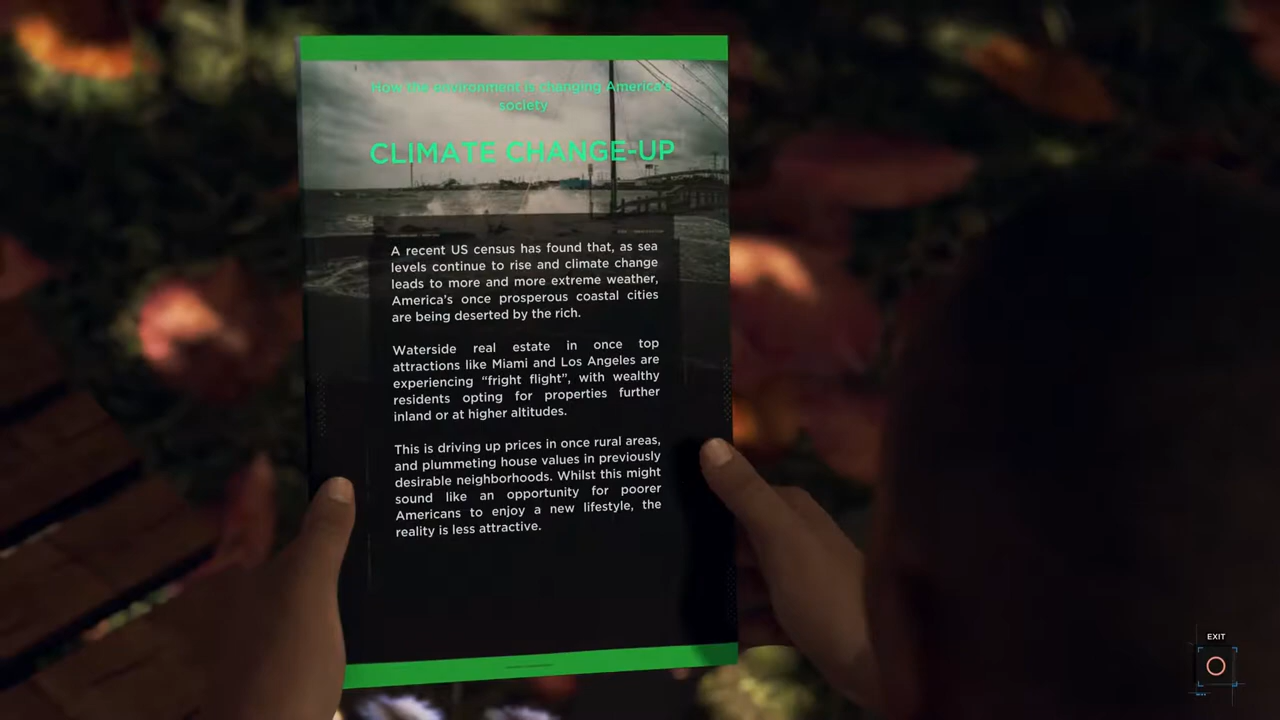 How the environment is changing America's
society
CLIMATE CHANGE-UP
A recent US census has found that, as sea
levels continue to rise and climate change
leads to more and more extreme weather,
America's once prosperous coastal cities
are being deserted by the rich.
Waterside real estate in once top
attractions like Miami and Los Angeles are
experiencing “fright flight”, with wealthy
residents opting for properties further
inland or at higher altitudes.
This is driving up prices in once rural areas,
and plummeting house values in previously
desirable neighborhoods. Whilst this might
sound like an opportunity for poorer
Americans to enjoy a new lifestyle, the
reality is less attractive.
EXIT